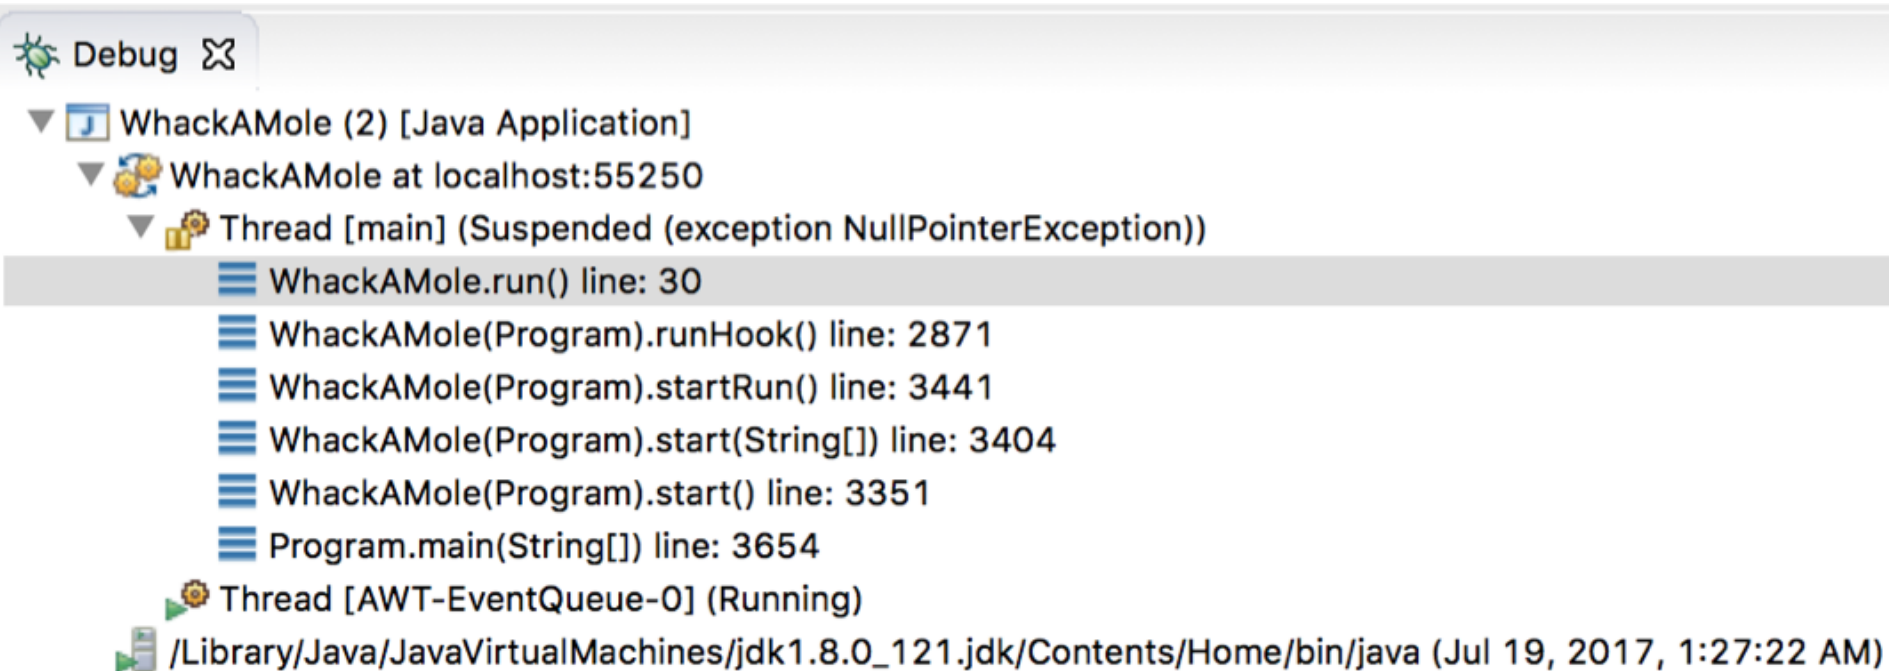 Debug
WhackAMole (2) [Java Application]
WhackAMole at localhost:55250
Thread [main] (Suspended (exception NullPointerException))
WhackAMole.run() line: 30
WhackAMole(Program).runHook() line: 2871
WhackAMole(Program).startRun() line: 3441
WhackAMole(Program).start(String[]) line: 3404
WhackAMole(Program).start() line: 3351
Program.main(String[]) line: 3654
Thread [AWT-EventQueue-0] (Running)
/Library/Java/JavaVirtualMachines/jdk1.8.0_121.jdk/Contents/Home/bin/java (Jul 19, 2017, 1:27:22 AM)